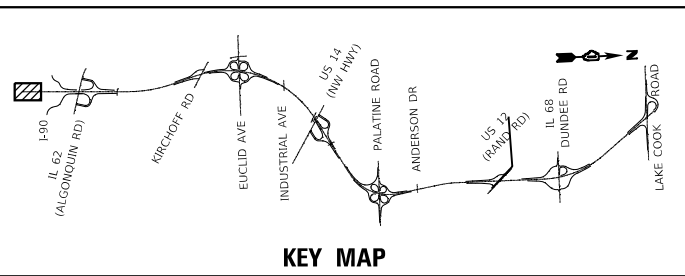 I-90
IL 62
(ALGONQUIN RD)
KIRCHOFF RD
EUCLID AVE
INDUSTRIAL AVE
US 14
(NW HWY)
PALATINE ROAD
ANDERSON DR
US 12
(RAND RD)
IL 68
DUNDEE RD
LAKE COOK ROAD
N
KEY MAP